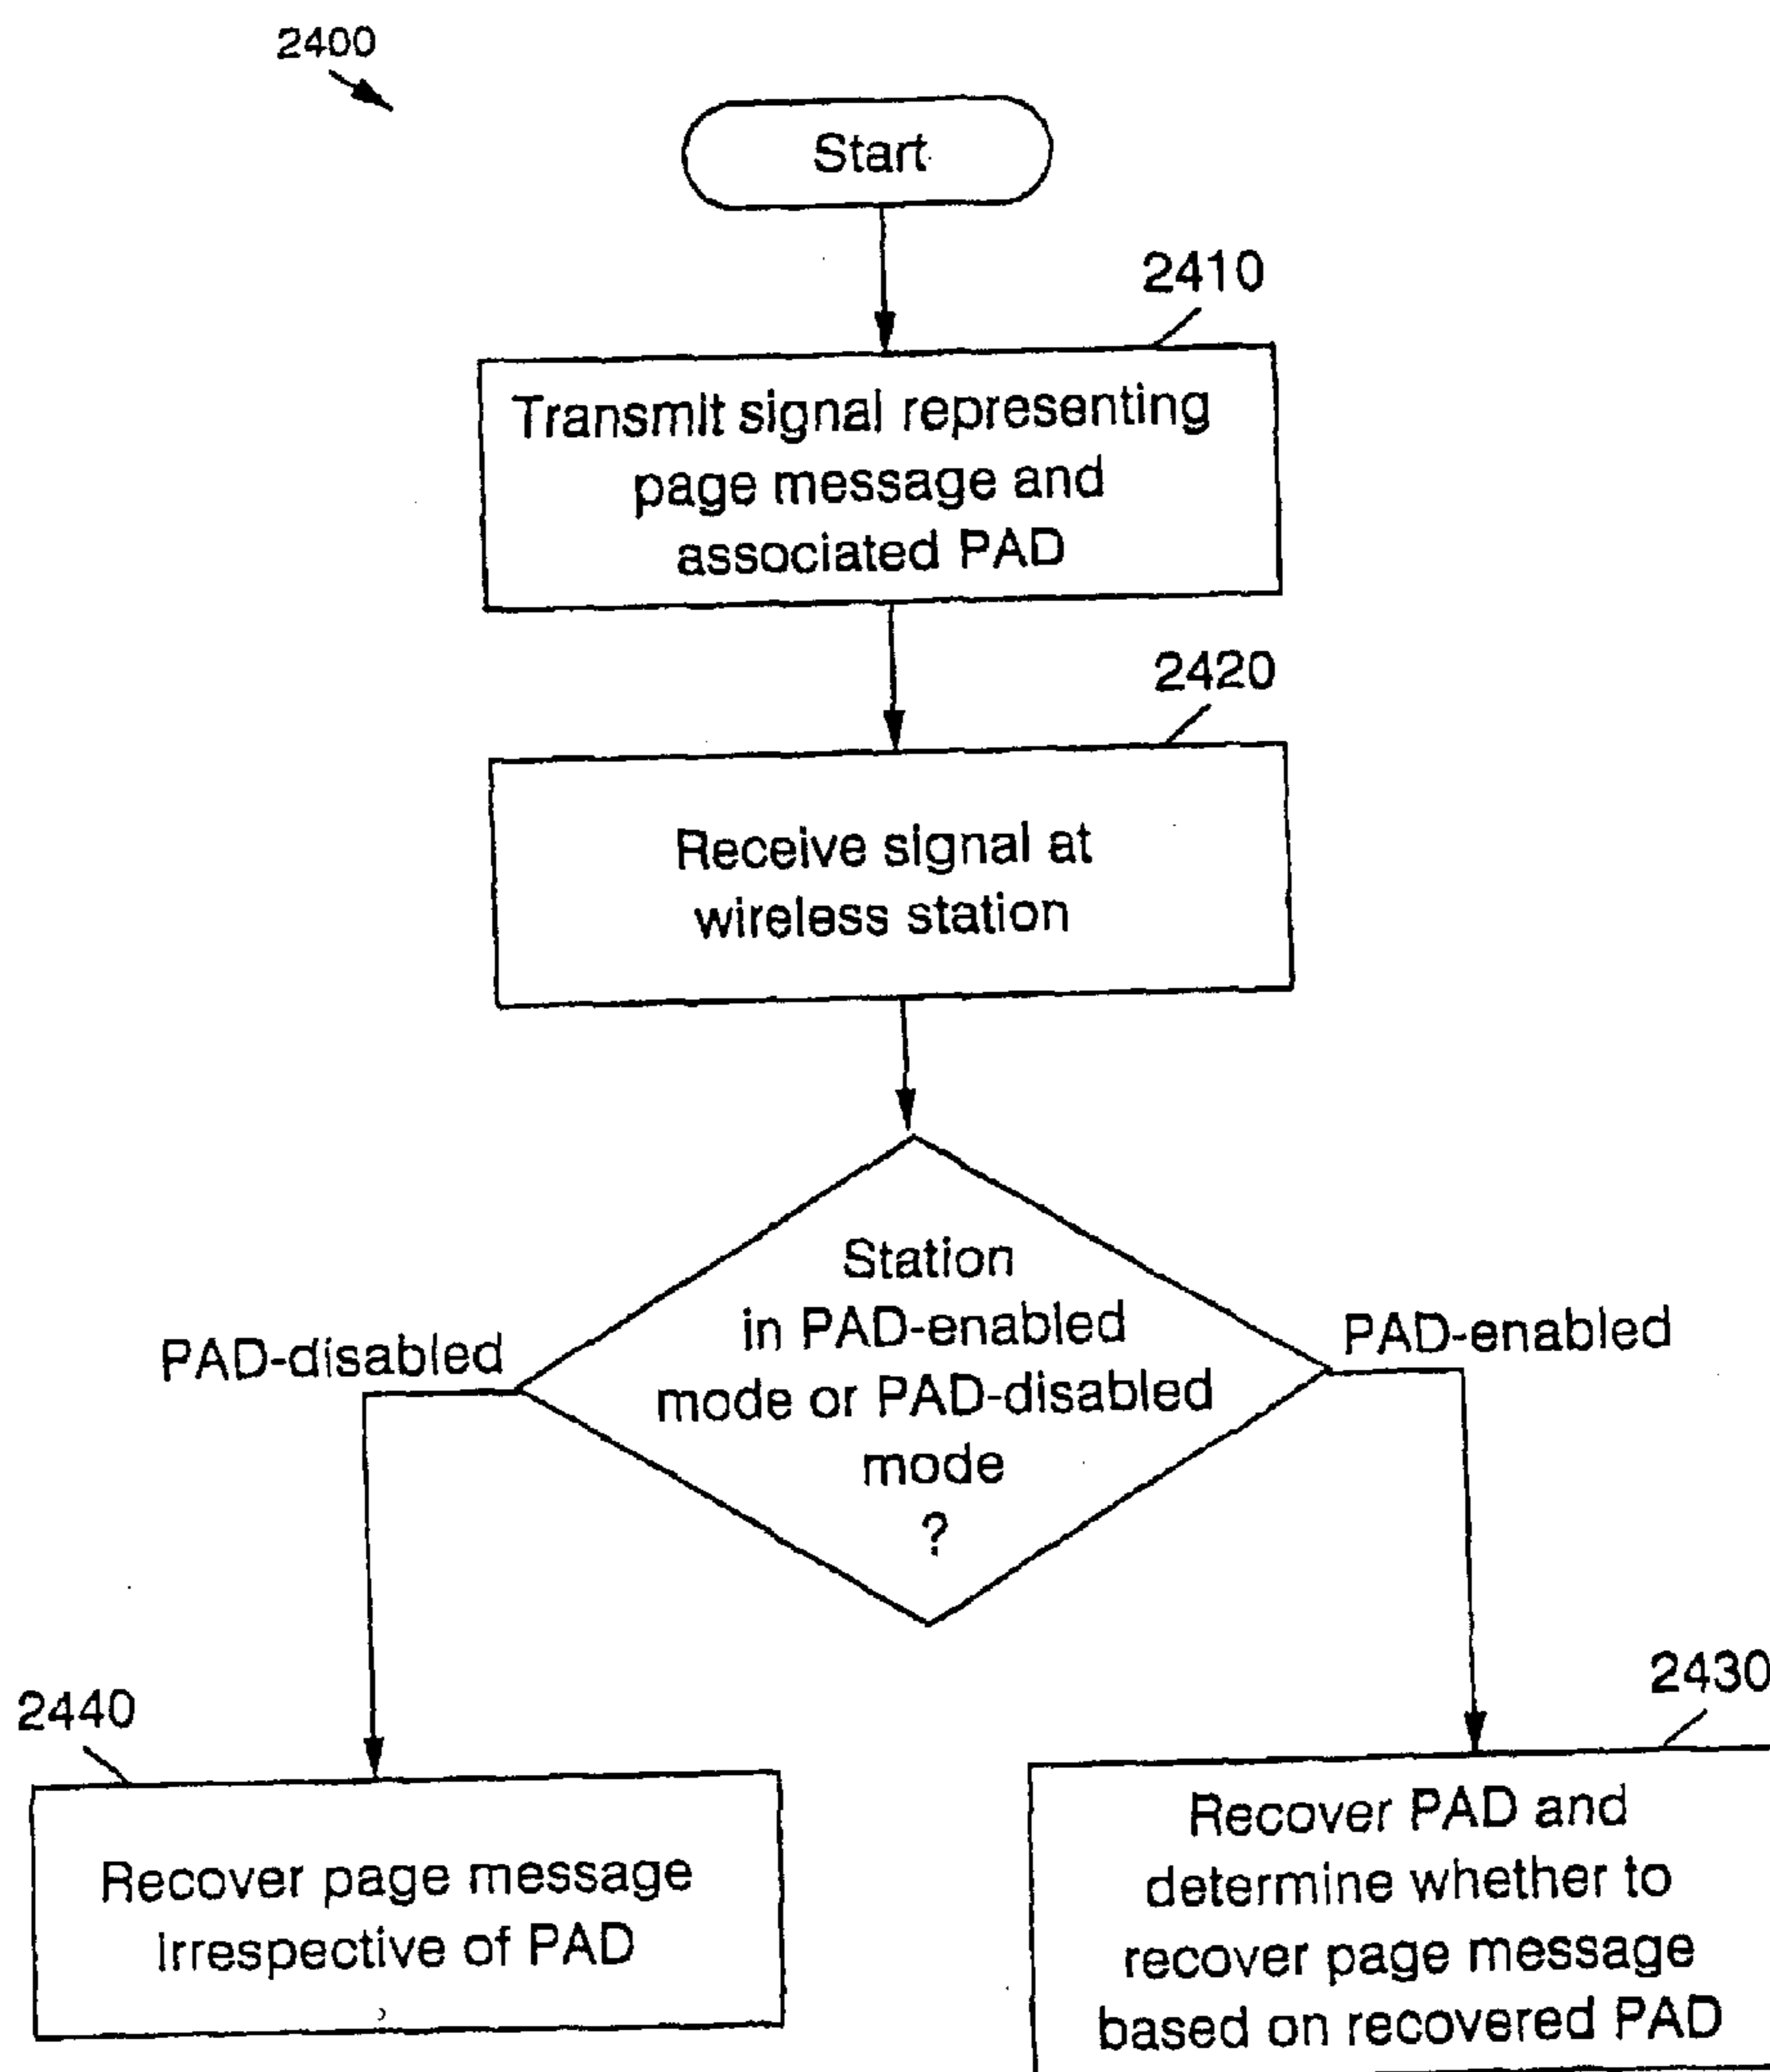 2400
Start
2410
Transmit signal representing
page message and
associated PAD
2420
Receive signal at
wireless station
Station
in PAD-enabled
mode or PAD-disabled
mode
?
PAD-disabled
PAD-enabled
2440
Recover page message
Irrespective of PAD
2430
Recover PAD and
determine whether to
recover page message
based on recovered PAD